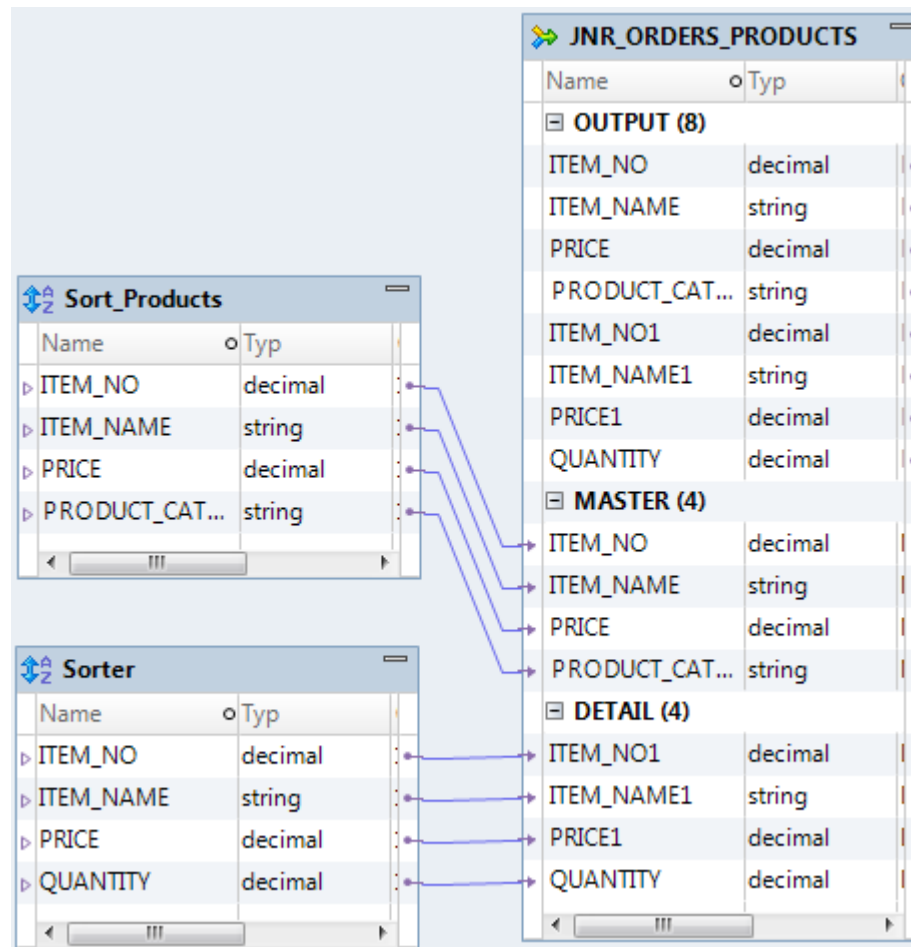 Sort_Products
Name Typ
ITEM_NO decimal
ITEM_NAME string
PRICE decimal
PRODUCT_CAT... string
Sorter
Name Typ
ITEM_NO decimal
ITEM_NAME string
PRICE decimal
QUANTITY decimal
JNR_ORDERS_PRODUCTS
Name Typ
OUTPUT (8)
ITEM_NO decimal
ITEM_NAME string
PRICE decimal
PRODUCT_CAT... string
ITEM_NO1 decimal
ITEM_NAME1 string
PRICE1 decimal
QUANTITY decimal
MASTER (4)
ITEM_NO decimal
ITEM_NAME string
PRICE decimal
PRODUCT_CAT... string
DETAIL (4)
ITEM_NO1 decimal
ITEM_NAME1 string
PRICE1 decimal
QUANTITY decimal